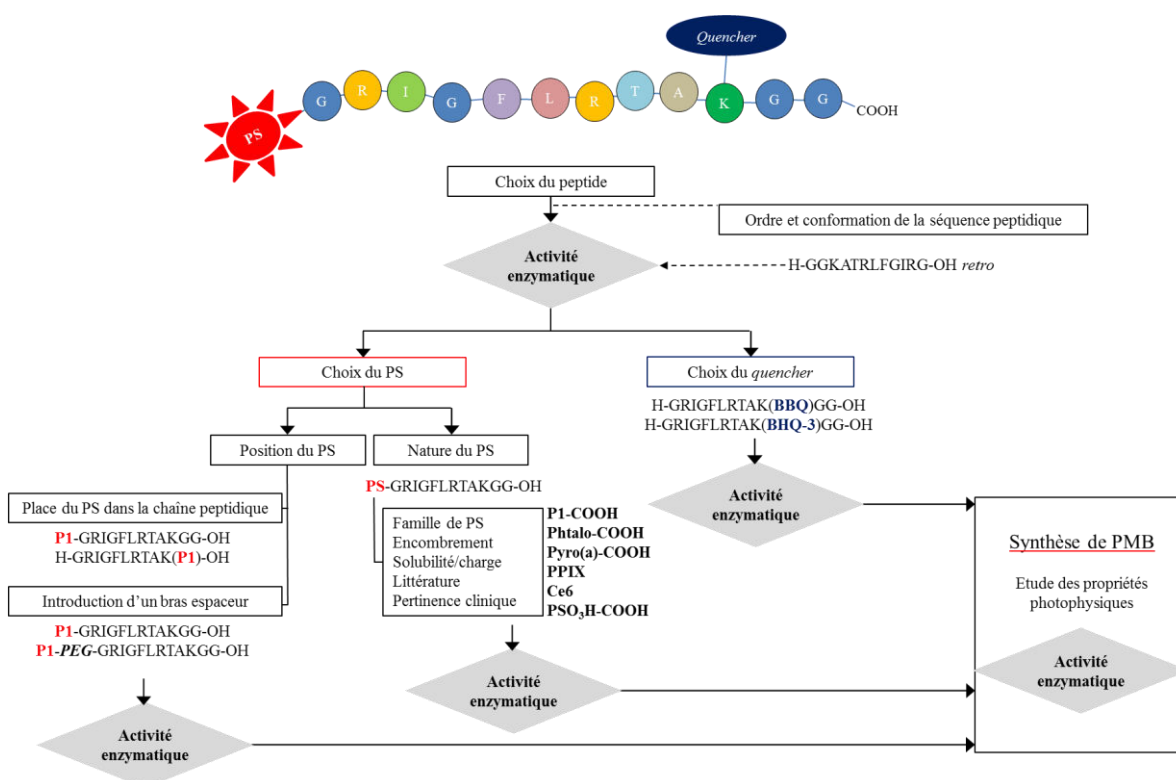 Quencher
PS
G R I G F L R T A K G G COOH
Choix du peptide
Ordre et conformation de la séquence peptidique
Activité
enzymatique
H-GGKATRLFGIRG-OH retro
Choix du PS
Choix du quencher
H-GRIGFLRTAK(BBQ)GG-OH
H-GRIGFLRTAK(BHQ-3)GG-OH
Position du PS
Nature du PS
Place du PS dans la chaîne peptidique
P1-GRIGFLRTAKGG-OH
H-GRIGFLRTAK(P1)-OH
Introduction d'un bras espaceur
P1-GRIGFLRTAKGG-OH
P1-PEG-GRIGFLRTAKGG-OH
Activité
enzymatique
PS-GRIGFLRTAKGG-OH
Famille de PS
Encombrement
Solubilité/charge
Littérature
Pertinence clinique
P1-COOH
Phtalo-COOH
Pyro(a)-COOH
PPIX
Ce6
PSO₃H-COOH
Activité
enzymatique
Activité
enzymatique
Synthèse de PMB
Etude des propriétés
photophysiques
Activité
enzymatique